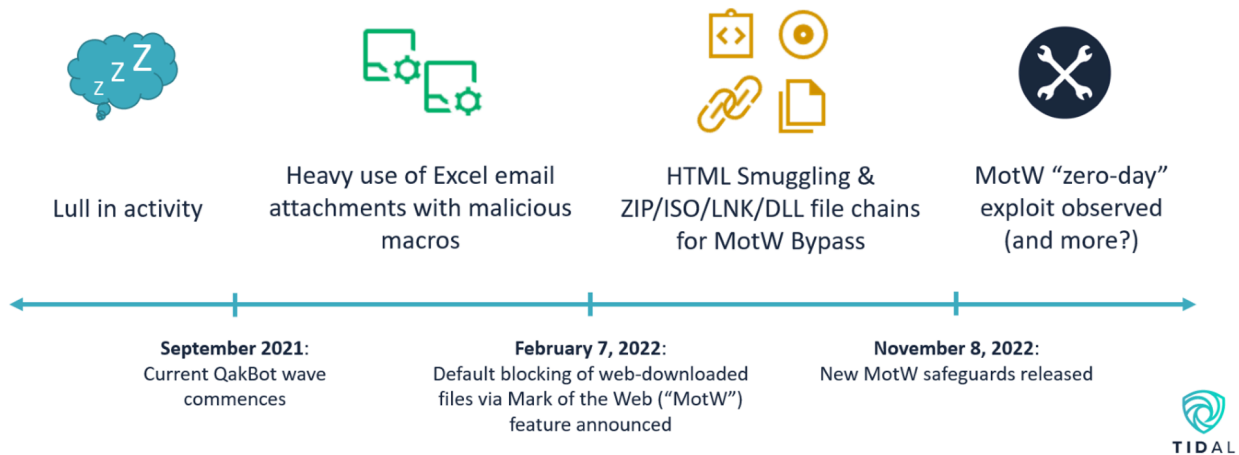 z z Z
Lull in activity
Heavy use of Excel email
attachments with malicious
macros
HTML Smuggling &
ZIP/ISO/LNK/DLL file chains
for MotW Bypass
MotW “zero-day”
exploit observed
(and more?)
September 2021:
Current QakBot wave
commences
February 7, 2022:
Default blocking of web-downloaded
files via Mark of the Web (“MotW”)
feature announced
November 8, 2022:
New MotW safeguards released
TIDAL